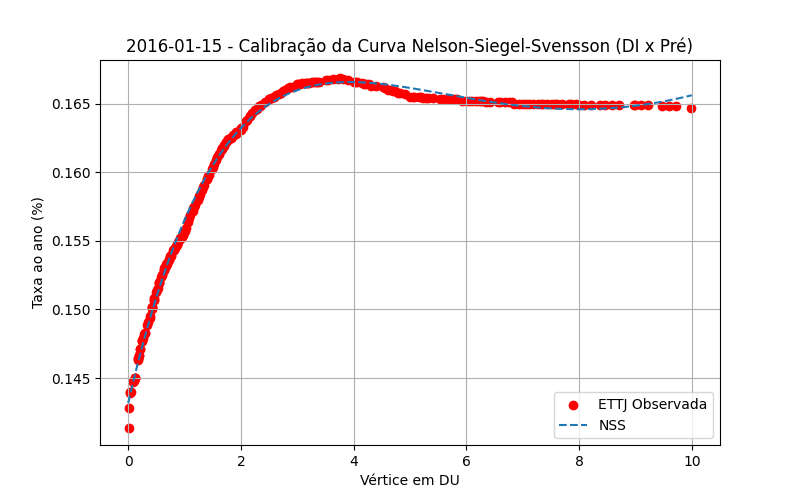 2016-01-15 - Calibração da Curva Nelson-Siegel-Svensson (DI x Pré)
Taxa ao ano (%)
0.165
0.160
0.155
0.150
0.145
0 2 4 6 8 10
Vértice em DU
ETTJ Observada
NSS